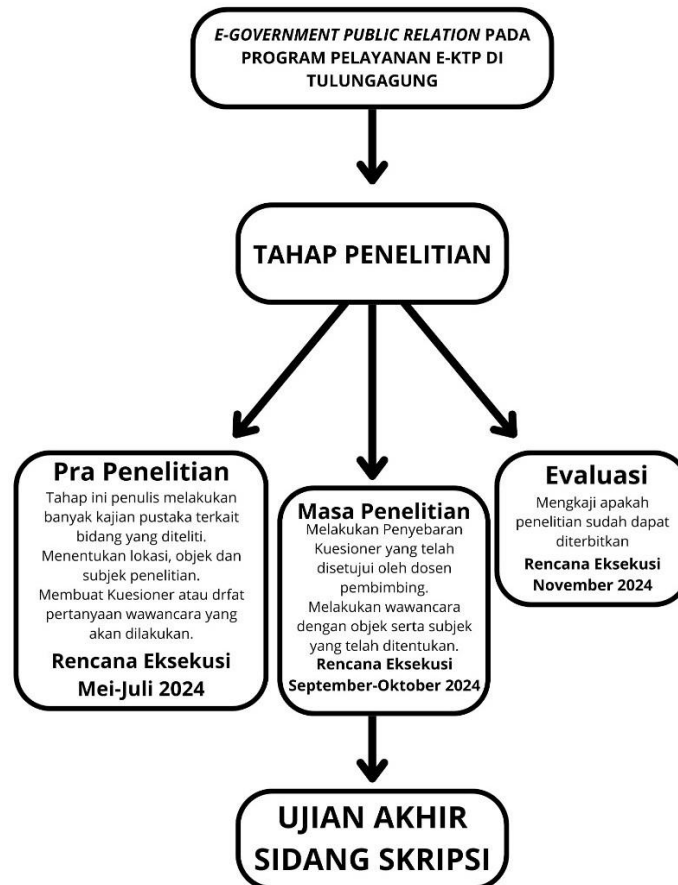 E-GOVERNMENT PUBLIC RELATION PADA
PROGRAM PELAYANAN E-KTP DI
TULUNGAGUNG
TAHAP PENELITIAN
Pra Penelitian
Tahap ini penulis melakukan
banyak kajian pustaka terkait
bidang yang diteliti.
Menentukan lokasi, objek dan
subjek penelitian.
Membuat Kuesioner atau drfat
pertanyaan wawancara yang
akan dilakukan.
Rencana Eksekusi
Mei-Juli 2024
Masa Penelitian
Melakukan Penyebaran
Kuesioner yang telah
disetujui oleh dosen
pembimbing.
Melakukan wawancara
dengan objek serta subjek
yang telah ditentukan.
Rencana Eksekusi
September-Oktober 2024
Evaluasi
Mengkaji apakah
penelitian sudah dapat
diterbitkan
Rencana Eksekusi
November 2024
UJIAN AKHIR
SIDANG SKRIPSI